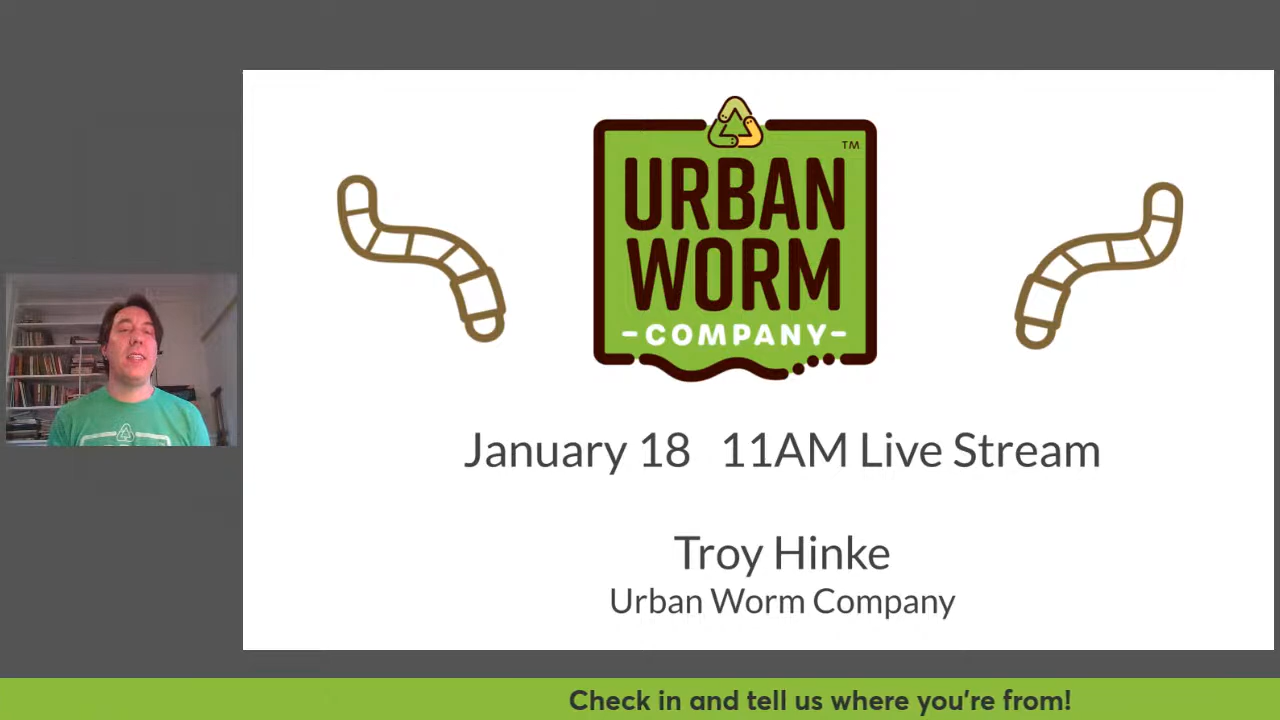 URBAN
WORM
-COMPANY-
TM
January 18 11AM Live Stream
Troy Hinke
Urban Worm Company
Check in and tell us where you're from!